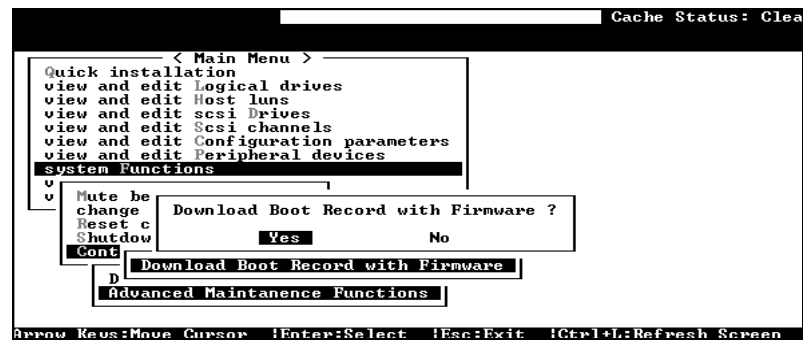 Cache Status: Clea
< Main Menu >
Quick installation
view and edit Logical drives
view and edit Host luns
view and edit scsi Drives
view and edit Scsi channels
view and edit Configuration parameters
view and edit Peripheral devices
system Functions
v
v
Mute be
change
Reset c
Shutdow
Cont
Download Boot Record with Firmware ?
Yes No
Download Boot Record with Firmware
D
Advanced Maintanence Functions
Arrow Keys:Move Cursor |Enter:Select |Esc:Exit |Ctrl+L:Refresh Screen